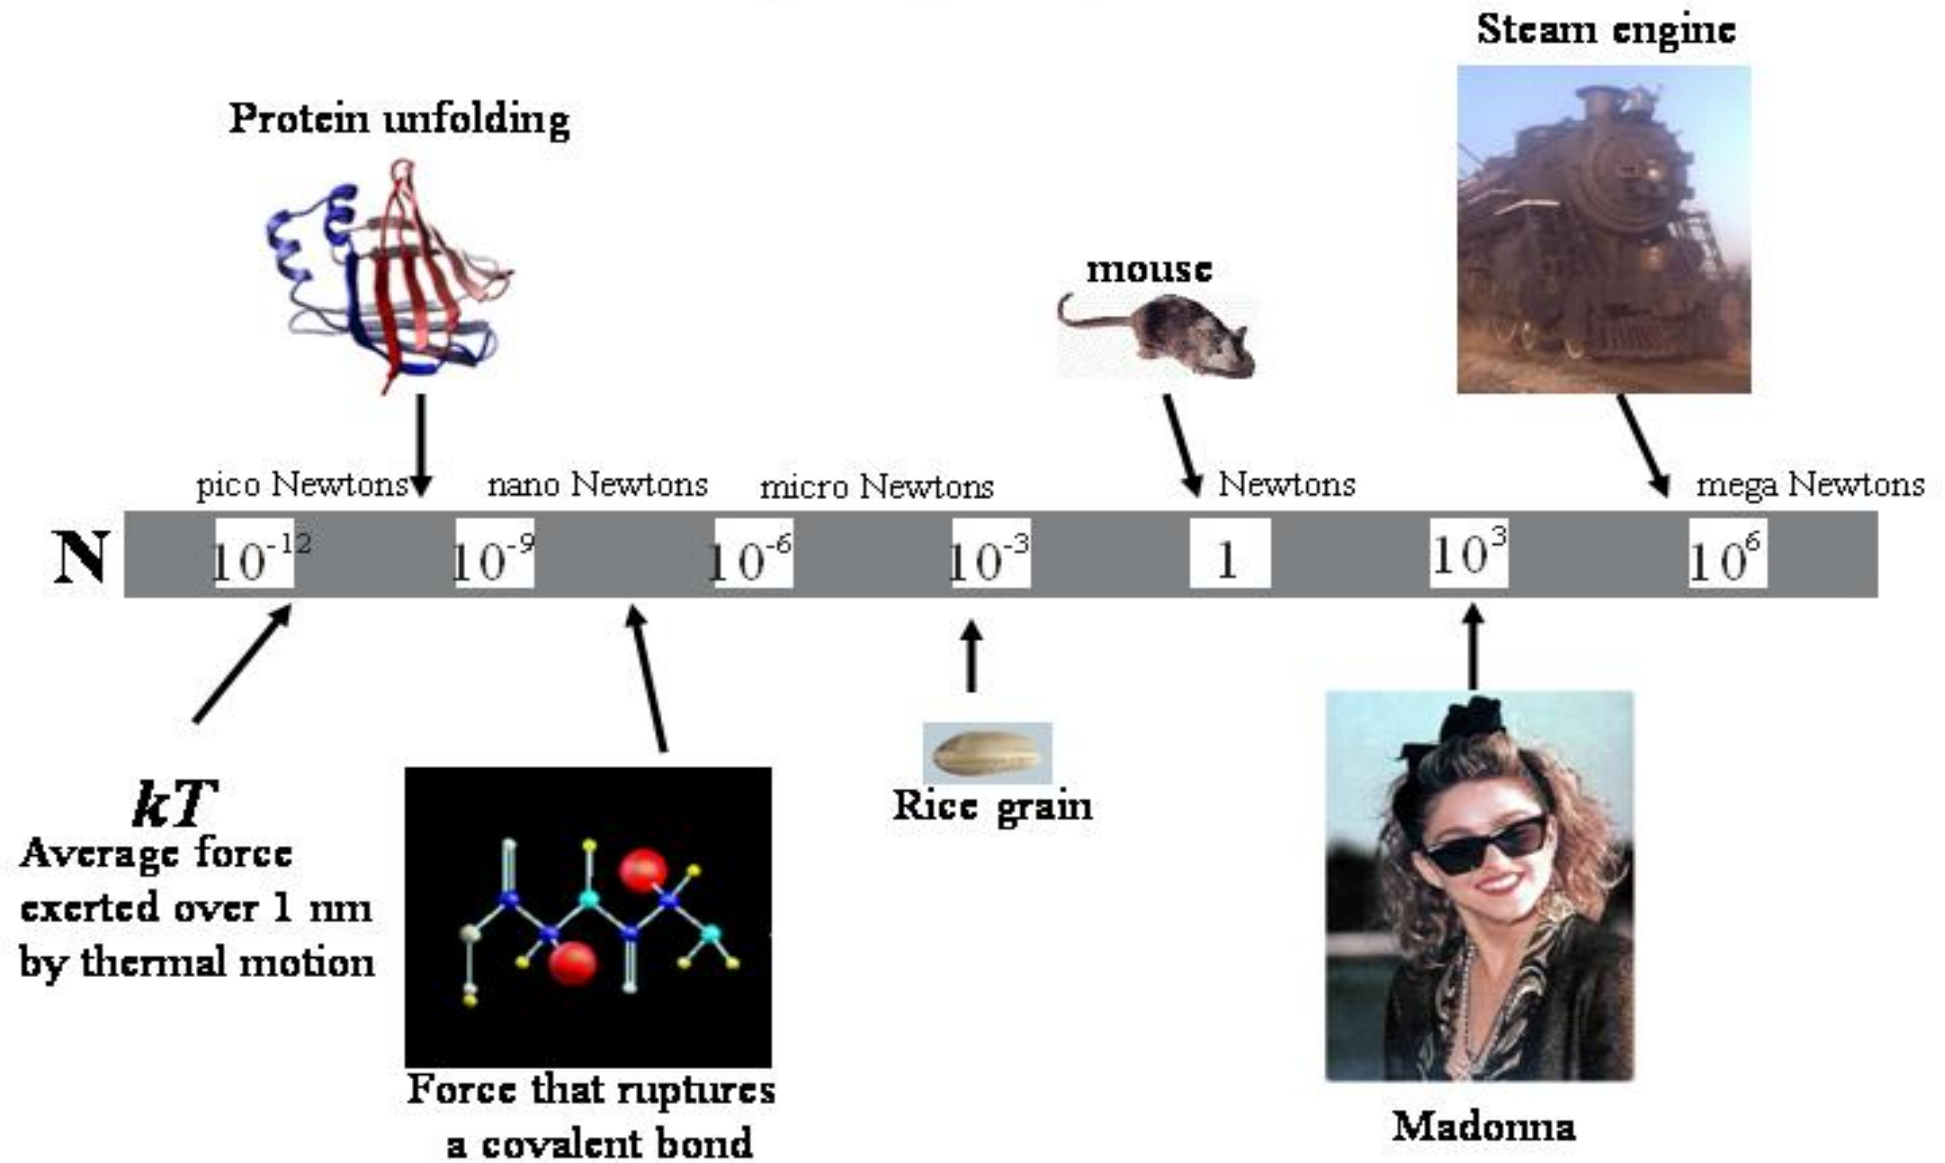 Steam engine
Protein unfolding
mouse
pico Newtons
nano Newtons
micro Newtons
Newtons
mega Newtons
N
10⁻¹²
10⁻⁹
10⁻⁶
10⁻³
1
10³
10⁶
kT
Average force
exerted over 1 nm
by thermal motion
Rice grain
Force that ruptures
a covalent bond
Madonna